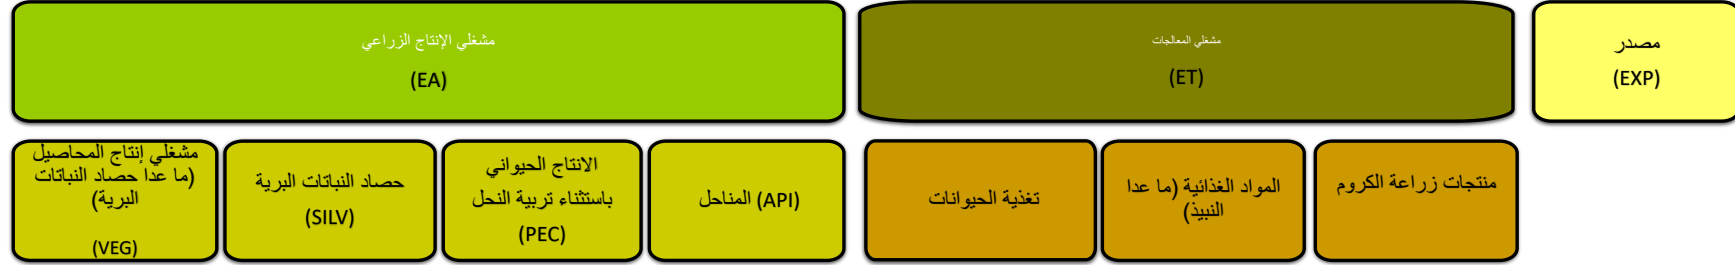 مشغلي الإنتاج الزراعي
(EA)
مشغلي المعالجات
(ET)
مصدر
(EXP)
مشغلي إنتاج المحاصيل
(ما عدا حصاد النباتات
البرية)
(VEG)
حصاد النباتات البرية
(SILV)
الانتاج الحيواني
باستثناء تربية النحل
(PEC)
(API) المناحل
تغذية الحيوانات
المواد الغذائية (ما عدا
النبيذ)
منتجات زراعة الكروم